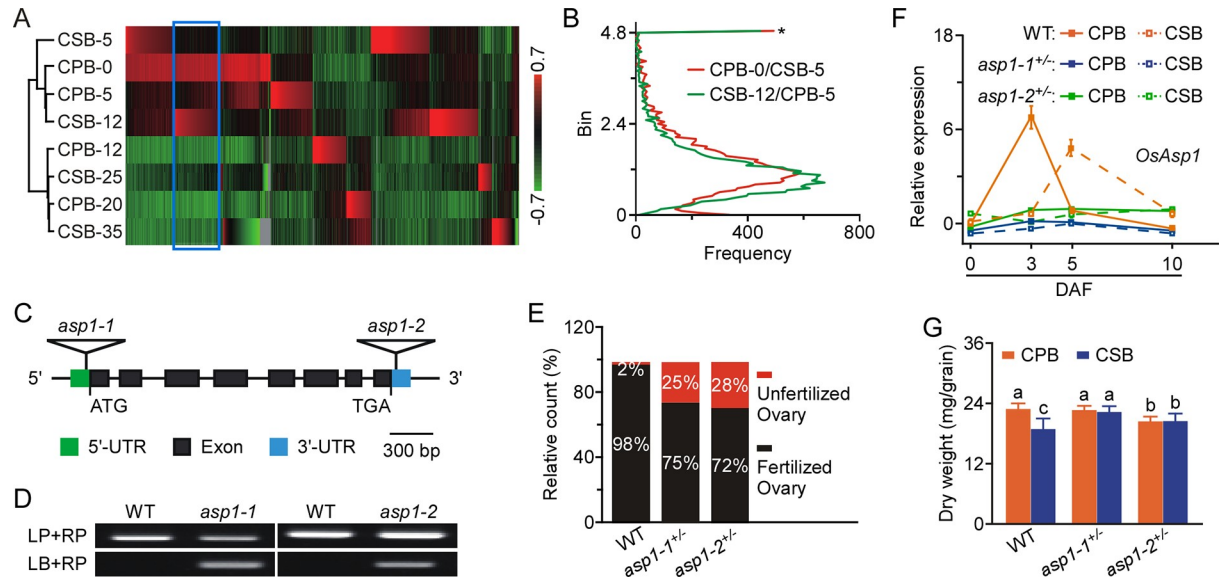 A
CSB-5
CPB-0
CPB-5
CSB-12
CPB-12
CSB-25
CPB-20
CSB-35
0.7
-0.7
B
4.8
2.4
0
Bin
*
CPB-0/CSB-5
CSB-12/CPB-5
0 400 800
Frequency
C
asp1-1 asp1-2
5' 3'
ATG TGA
5'-UTR Exon 3'-UTR 300 bp
D
WT asp1-1 WT asp1-2
LP+RP
LB+RP
E
Relative count (%)
120
80
40
0
2% 25% 28%
98% 75% 72%
Unfertilized
Ovary
Fertilized
Ovary
WT asp1-1+/- asp1-2+/-
F
WT: CPB CSB
asp1-1+/-: CPB CSB
asp1-2+/-: CPB CSB
Relative expression
18
6
0
OsAsp1
0 3 5 10
DAF
G
Dry weight (mg/grain)
36
24
12
0
CPB CSB
a c a a b b
WT asp1-1+/- asp1-2+/-